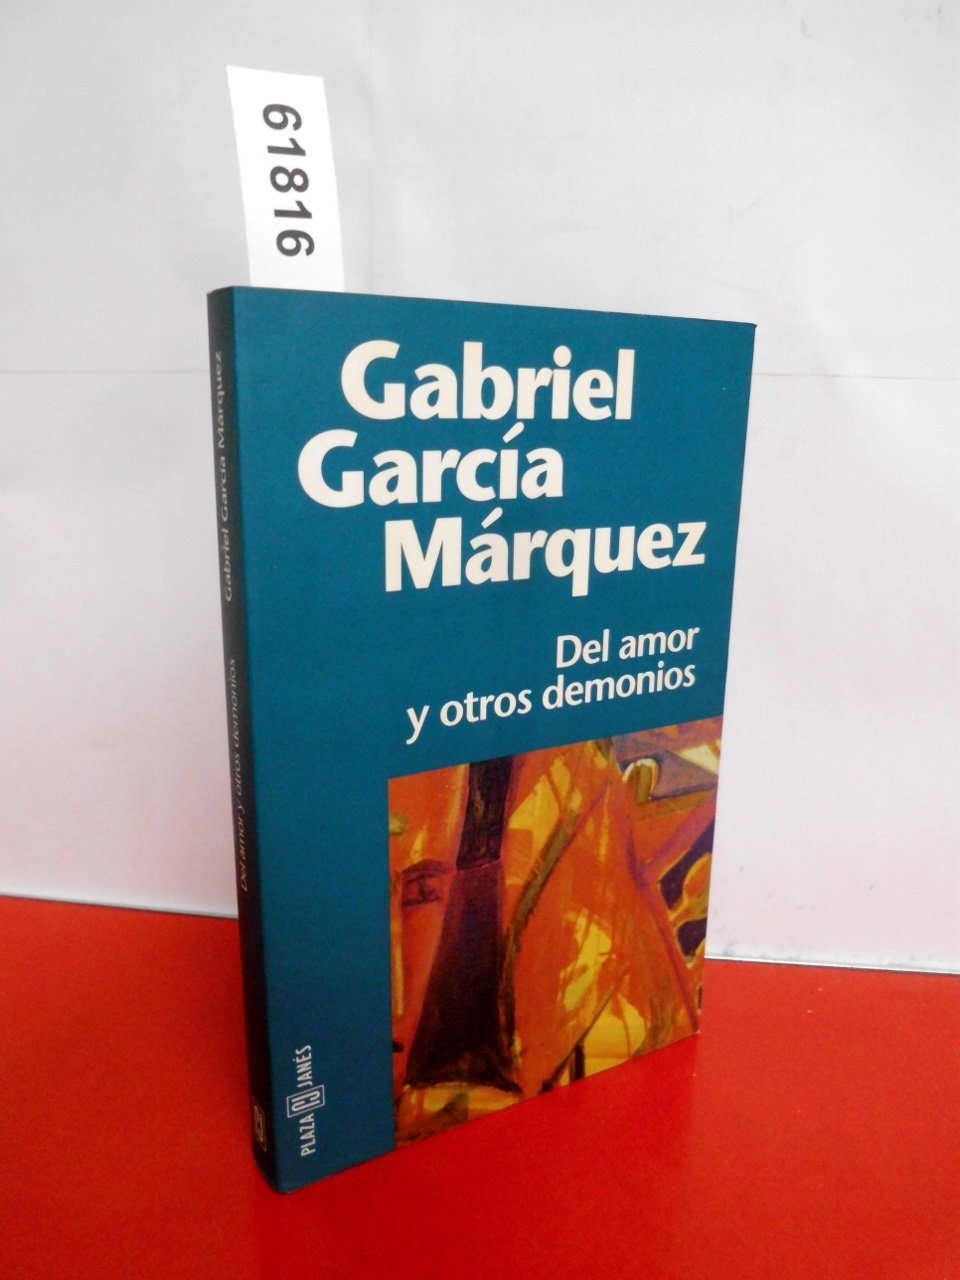 61816
Gabriel
García
Márquez
Del amor
y otros demonios
PLAZA JANÉS
Gabriel García Márquez
Del amor y otros demonios